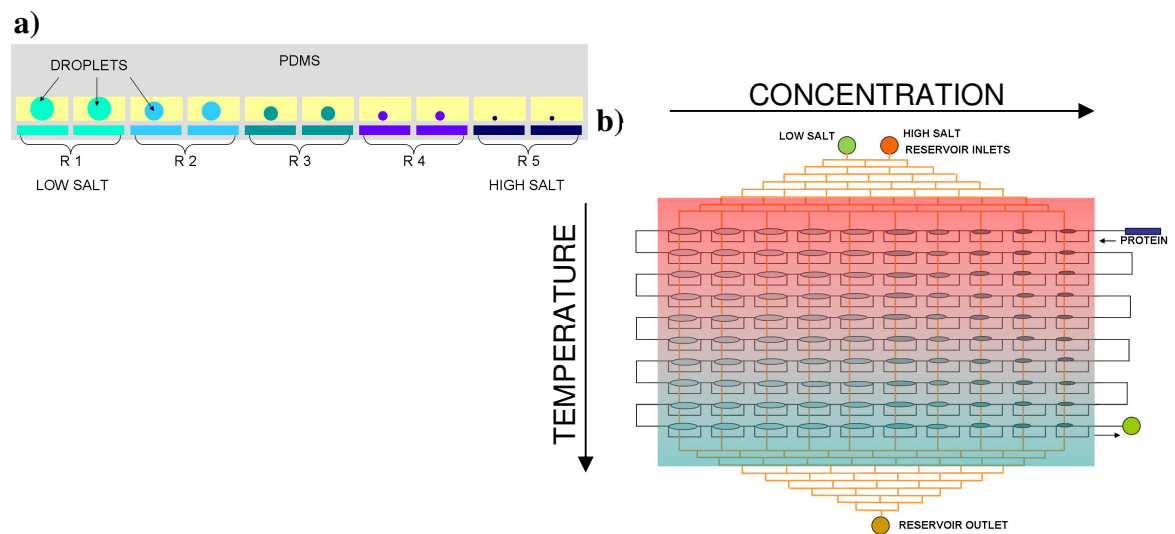 a)
DROPLETS
PDMS
R 1
R 2
R 3
R 4
R 5
LOW SALT
HIGH SALT
TEMPERATURE
b)
CONCENTRATION
LOW SALT
HIGH SALT
RESERVOIR INLETS
PROTEIN
RESERVOIR OUTLET